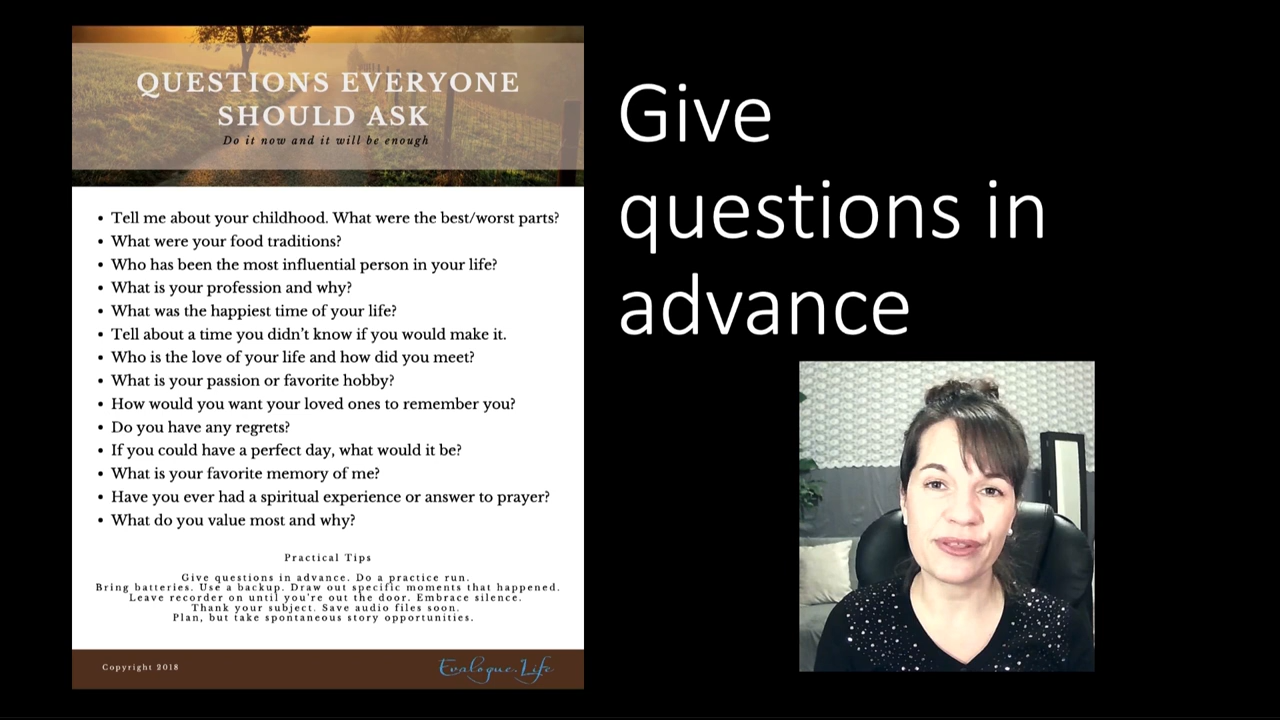 QUESTIONS EVERYONE
SHOULD ASK
Do it now and it will be enough
• Tell me about your childhood. What were the best/worst parts?
• What were your food traditions?
• Who has been the most influential person in your life?
• What is your profession and why?
• What was the happiest time of your life?
• Tell about a time you didn't know if you would make it.
• Who is the love of your life and how did you meet?
• What is your passion or favorite hobby?
• How would you want your loved ones to remember you?
• Do you have any regrets?
• If you could have a perfect day, what would it be?
• What is your favorite memory of me?
• Have you ever had a spiritual experience or answer to prayer?
• What do you value most and why?
Practical Tips
Give questions in advance. Do a practice run.
Bring batteries. Use a backup. Draw out specific moments that happened.
Leave recorder on until you're out the door. Embrace silence.
Thank your subject. Save audio files soon.
Plan, but take spontaneous story opportunities.
Copyright 2018
Evalogue.Life
Give
questions in
advance